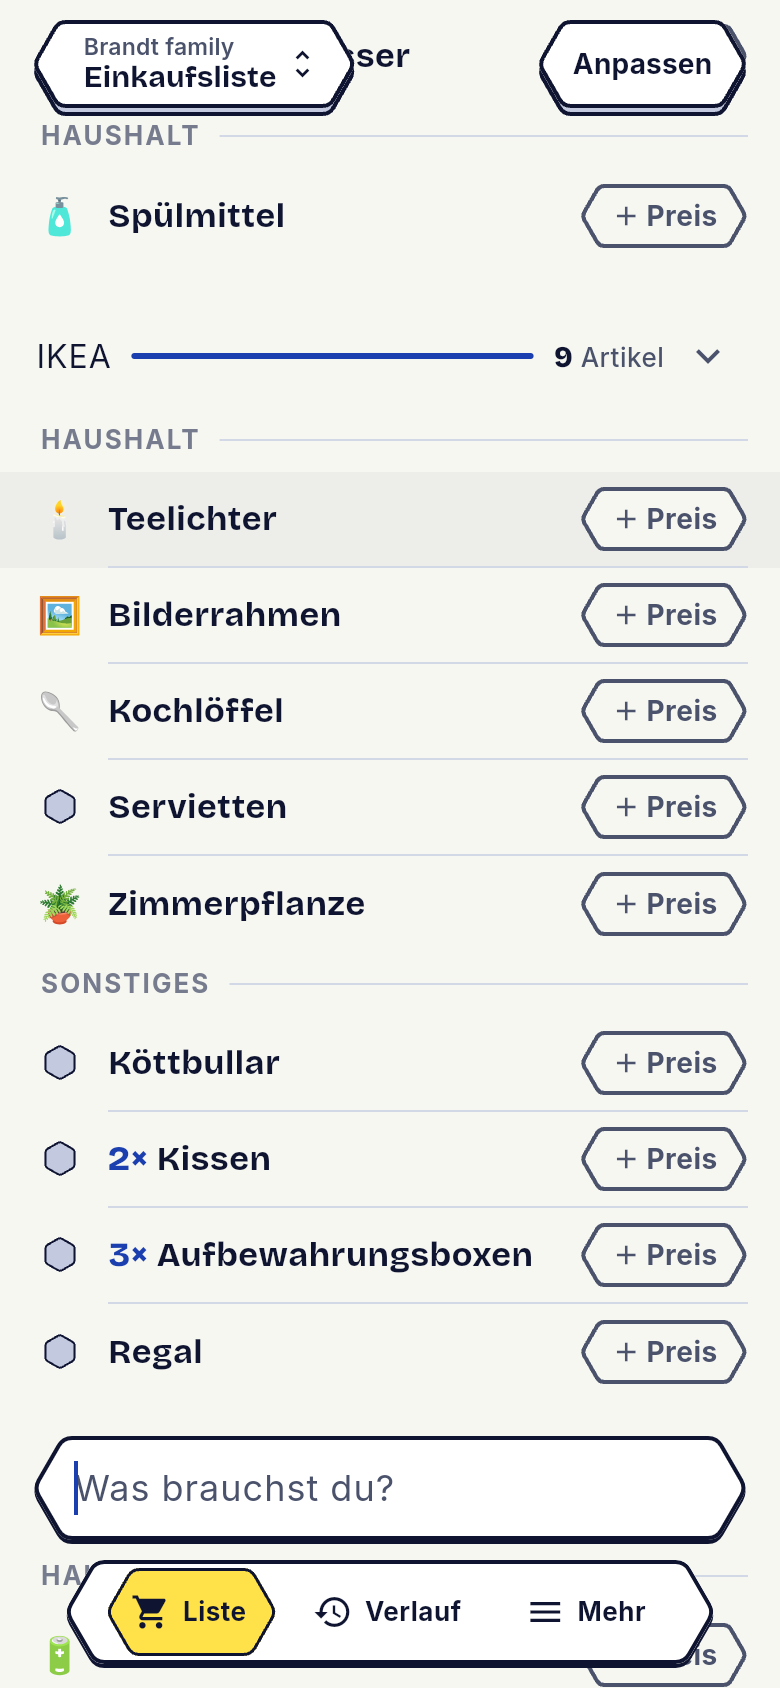 Brandt family
Einkaufsliste
sser
Anpassen
HAUSHALT
Spülmittel
+ Preis
IKEA
9 Artikel
HAUSHALT
Teelichter
+ Preis
Bilderrahmen
+ Preis
Kochlöffel
+ Preis
Servietten
+ Preis
Zimmerpflanze
+ Preis
SONSTIGES
Köttbullar
+ Preis
2× Kissen
+ Preis
3× Aufbewahrungsboxen
+ Preis
Regal
+ Preis
Was brauchst du?
Liste
Verlauf
Mehr